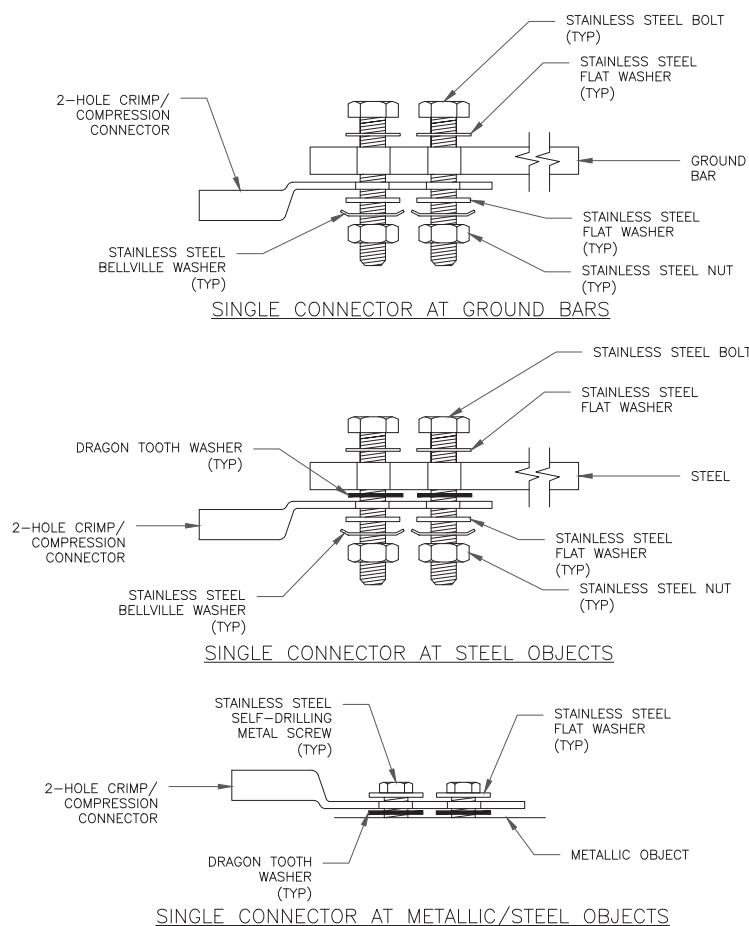 STAINLESS STEEL BOLT
(TYP)
STAINLESS STEEL
FLAT WASHER
(TYP)
2-HOLE CRIMP/
COMPRESSION
CONNECTOR
GROUND
BAR
STAINLESS STEEL
FLAT WASHER
(TYP)
STAINLESS STEEL
BELLVILLE WASHER
(TYP)
STAINLESS STEEL NUT
(TYP)
SINGLE CONNECTOR AT GROUND BARS
STAINLESS STEEL BOLT
STAINLESS STEEL
FLAT WASHER
DRAGON TOOTH WASHER
(TYP)
STEEL
2-HOLE CRIMP/
COMPRESSION
CONNECTOR
STAINLESS STEEL
FLAT WASHER
(TYP)
STAINLESS STEEL
BELLVILLE WASHER
(TYP)
STAINLESS STEEL NUT
(TYP)
SINGLE CONNECTOR AT STEEL OBJECTS
STAINLESS STEEL
SELF-DRILLING
METAL SCREW
(TYP)
STAINLESS STEEL
FLAT WASHER
(TYP)
2-HOLE CRIMP/
COMPRESSION
CONNECTOR
DRAGON TOOTH
WASHER
(TYP)
METALLIC OBJECT
SINGLE CONNECTOR AT METALLIC/STEEL OBJECTS